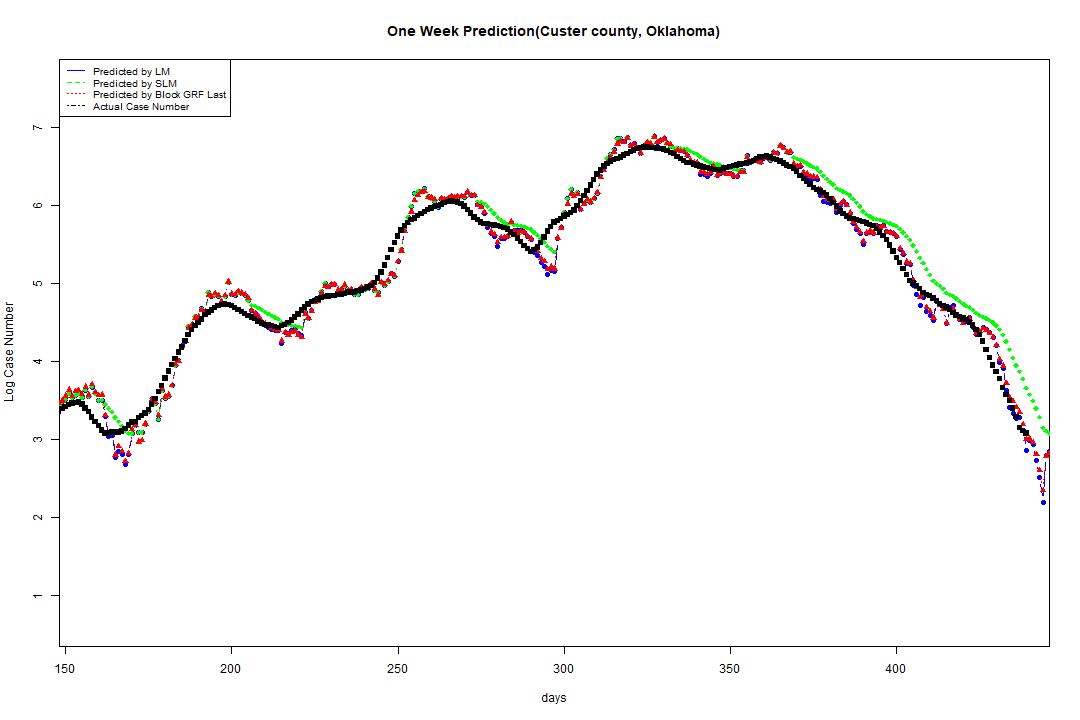 One Week Prediction(Custer county, Oklahoma)
Predicted by LM
Predicted by SLM
Predicted by Block GRF Last
Actual Case Number
Log Case Number
7
6
5
4
3
2
1
150 200 250 300 350 400
days